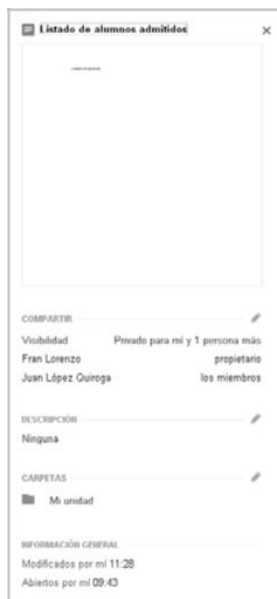 Listado de alumnos admitidos
COMPARTIR
Visibilidad Privado para mí y 1 persona más
Fran Lorenzo propietario
Juan López Quiroga los miembros
DESCRIPCIÓN
Ninguna
CARPETAS
Mi unidad
INFORMACIÓN GENERAL
Modificados por mí 11:28
Abiertos por mí 09:43